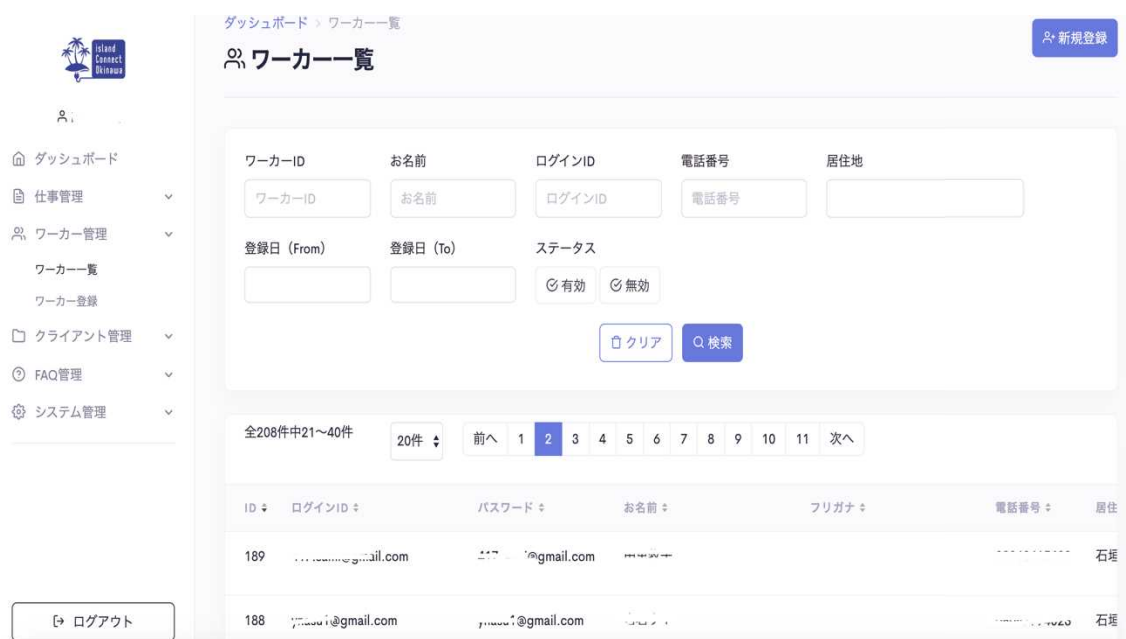 island
Connect
Okinawa
ダッシュボード
仕事管理
ワーカー管理
ワーカー一覧
ワーカー登録
クライアント管理
FAQ管理
システム管理
ログアウト
ダッシュボード > ワーカー一覧
ワーカー一覧
新規登録
ワーカーID お名前 ログインID 電話番号 居住地
ワーカーID お名前 ログインID 電話番号
登録日（From） 登録日（To） ステータス
有効 無効
クリア 検索
全208件中21〜40件 20件 前へ 1 2 3 4 5 6 7 8 9 10 11 次へ
ID ログインID パスワード お名前 フリガナ 電話番号 居住
189 @gmail.com 石垣
188 @gmail.com @gmail.com 石垣